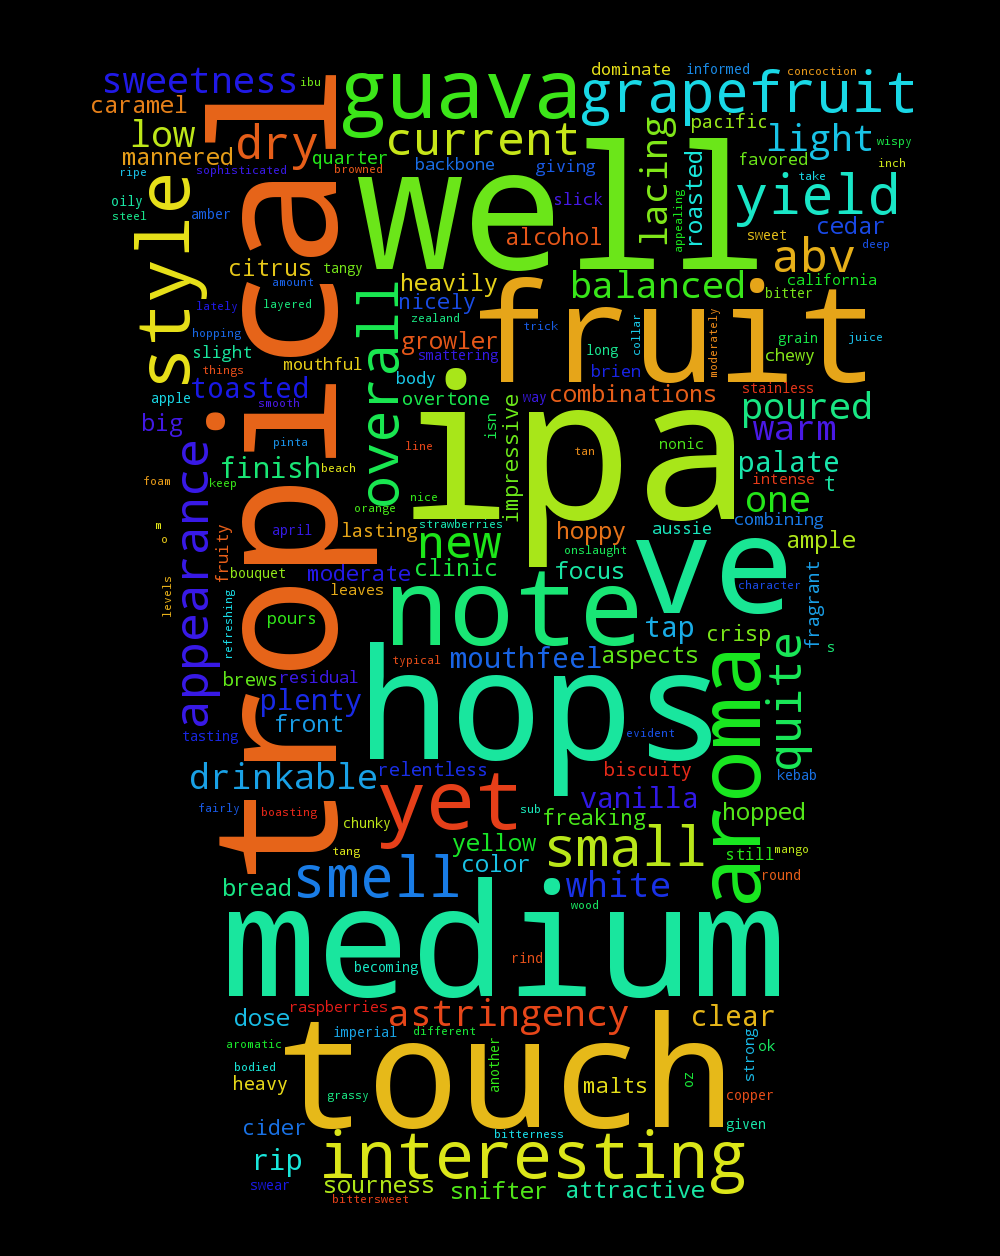 dominate informed concoction
sweetness ibu guava grapefruit
caramel tropical pacific
low dry current lacing light wispy
mannered quarter backbone giving roasted favored inch
ripe sophisticated browned well take
style oily amber slick appealing yield
steel alcohol sweet cedar deep
citrus tangy abv
amount heavily balanced california
lately layered overall nicely fruit bitter
hopping zealand trick collar moderately grain juice
slight growler long
things mouthful smattering brien chewy
apple toasted body overtone way combinations stainless
big smooth ipa impressive isn poured
pinta line nonic warm
appearance finish beach tan palate
foam keep nice intense t
orange one
m april lasting strawberries combining
o fruity new hoppy aussie ample
bouquet moderate clinic onslaught ve
levels leaves note focus character fragrant
refreshing pours tap crisp
typical mouthfeel aspects s
brews residual hops aroma quite
plenty
tasting front evident
drinkable relentless biscuity kebab
fairly boasting yet sub vanilla hopped
chunky freaking
tang yellow small still mango
smell color round
bread white
medium wood
becoming rind
raspberries astringency clear
dose imperial different
aromatic touch another strong ok
bodied
heavy malts oz
grassy copper
cider bitterness given
rip interesting
swear sourness snifter attractive
bittersweet